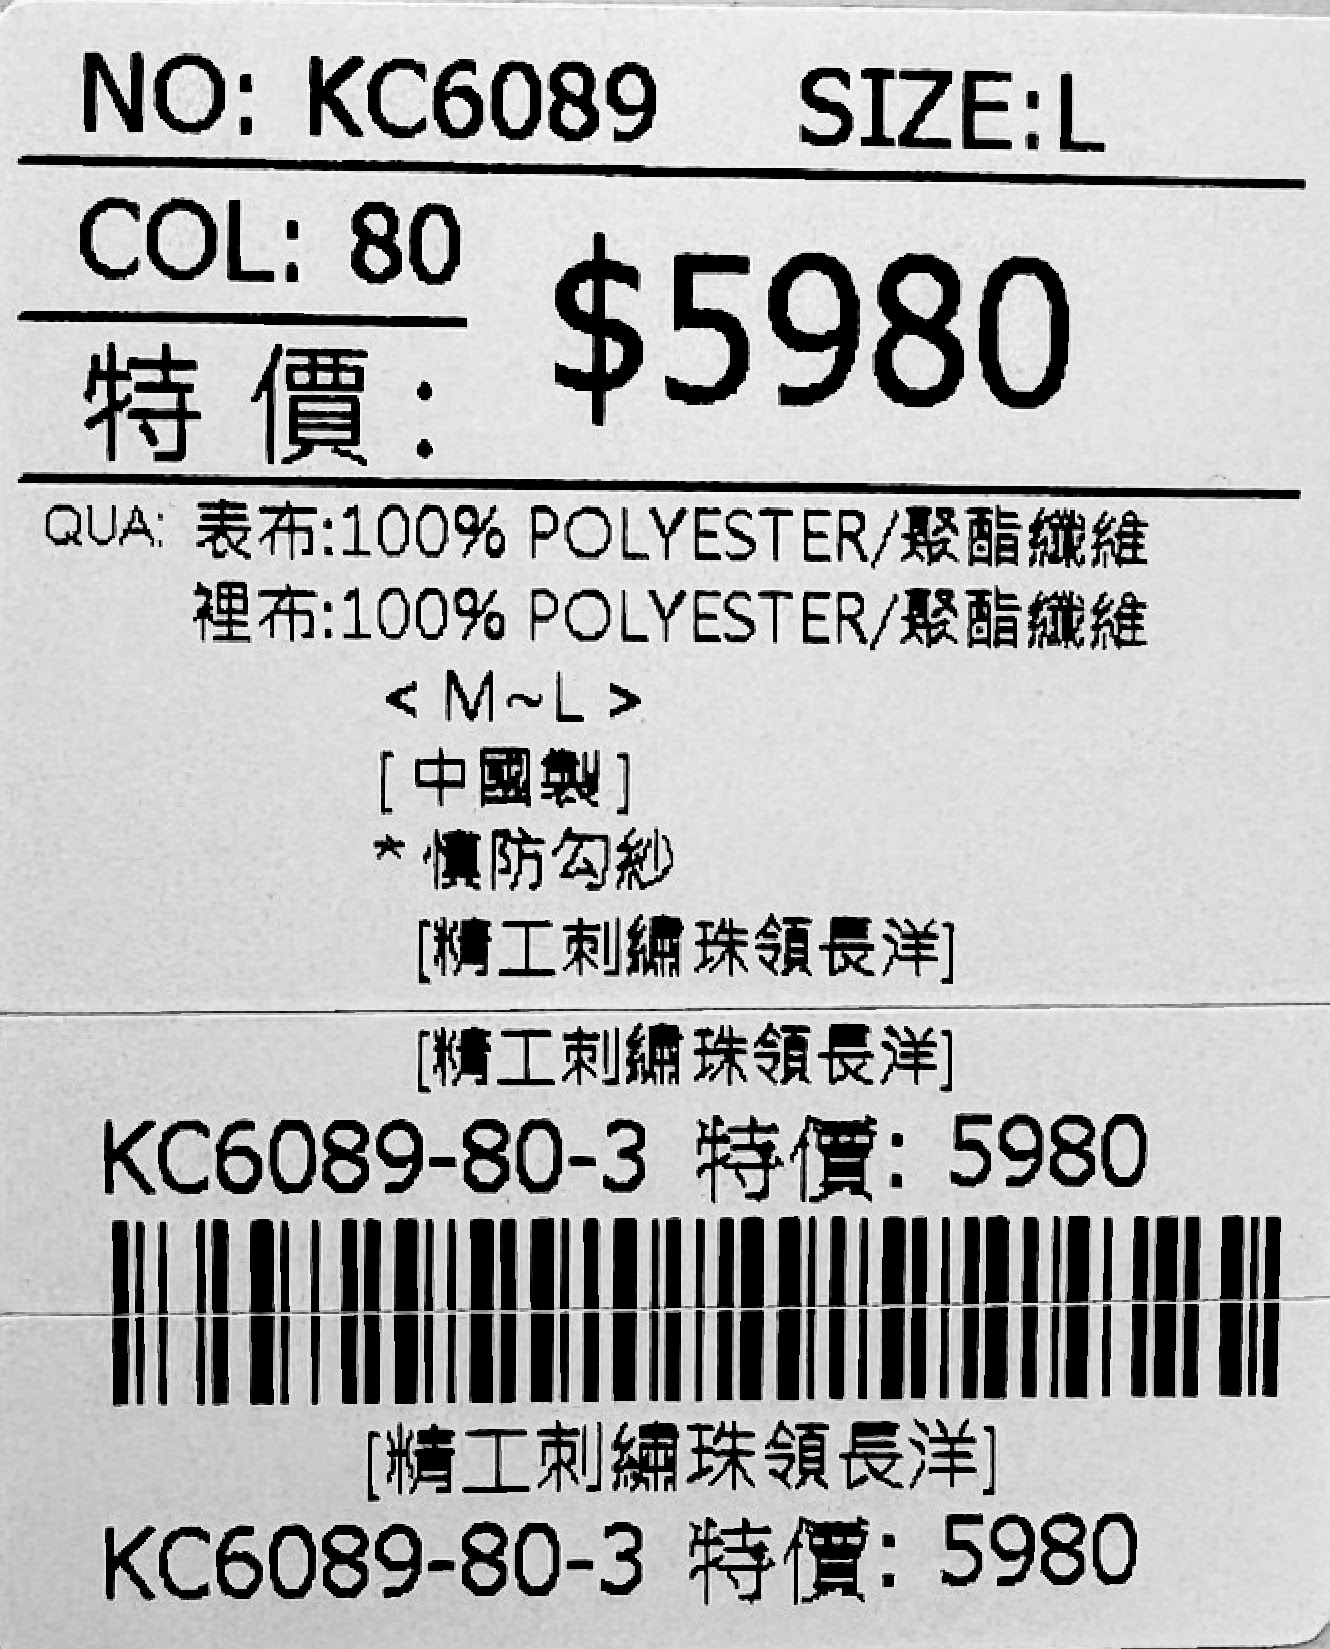 NO: KC6089 SIZE:L
COL: 80
$5980
特價:
QUA: 表布:100% POLYESTER/聚酯纖維
裡布:100% POLYESTER/聚酯纖維
< M~L >
[ 中國製 ]
* 慎防勾紗
[精工刺繡珠領長洋]
[精工刺繡珠領長洋]
KC6089-80-3 特價: 5980
[精工刺繡珠領長洋]
KC6089-80-3 特價: 5980